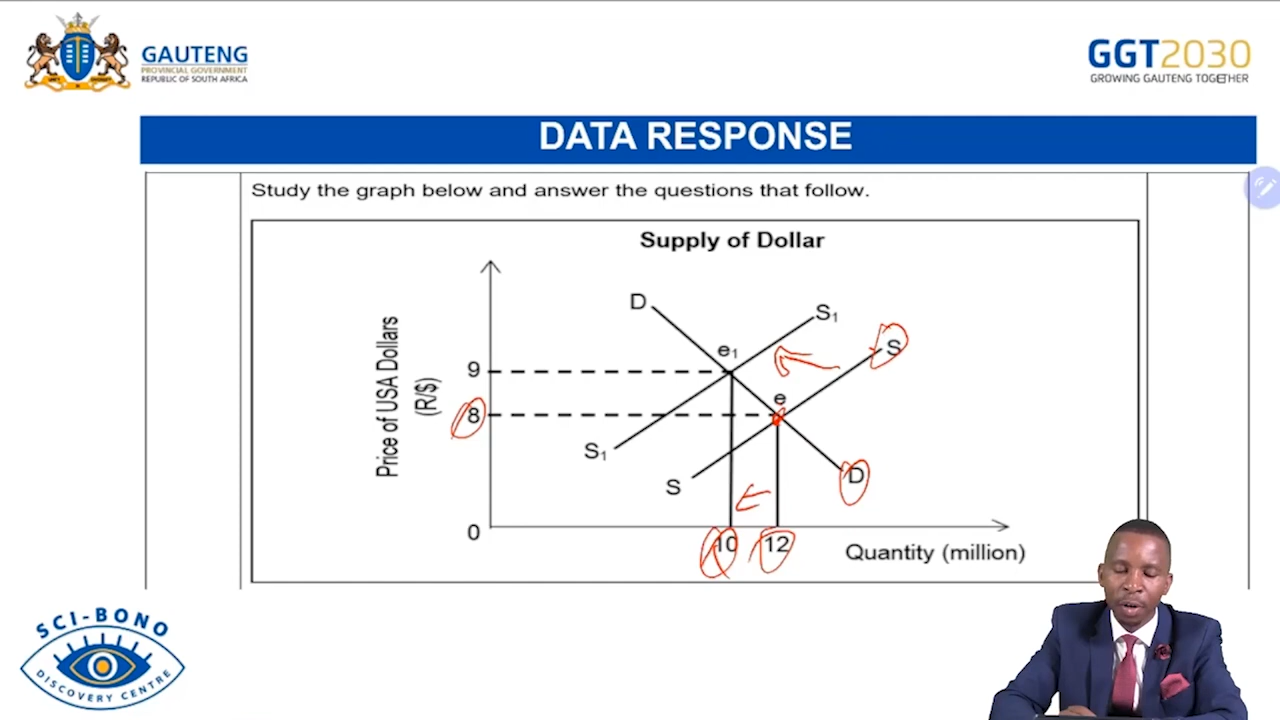 GAUTENG
PROVINCIAL GOVERNMENT
REPUBLIC OF SOUTH AFRICA
GGT2030
GROWING GAUTENG TOGETHER
DATA RESPONSE
Study the graph below and answer the questions that follow.
Supply of Dollar
Price of USA Dollars
(R/$)
D
S₁
e₁
S
9
e
8
S₁
D
S
0
10
12
Quantity (million)
SCI-BONO
DISCOVERY CENTRE